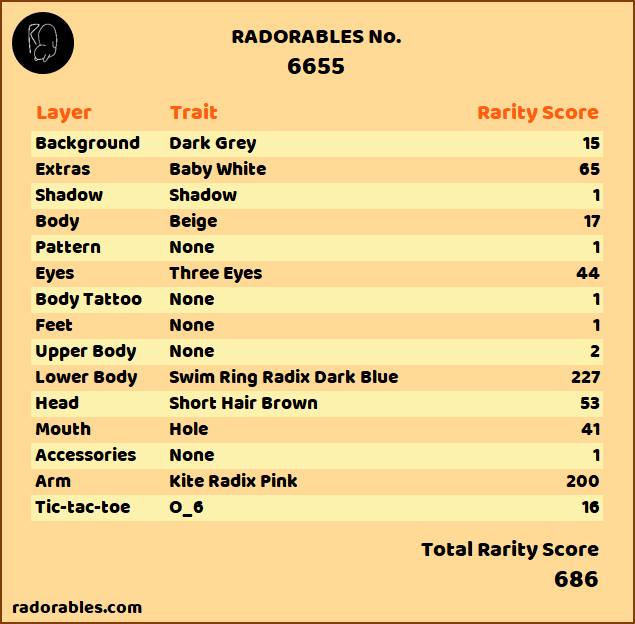 RADORABLES No.
6655
Layer Trait Rarity Score
Background Dark Grey 15
Extras Baby White 65
Shadow Shadow 1
Body Beige 17
Pattern None 1
Eyes Three Eyes 44
Body Tattoo None 1
Feet None 1
Upper Body None 2
Lower Body Swim Ring Radix Dark Blue 227
Head Short Hair Brown 53
Mouth Hole 41
Accessories None 1
Arm Kite Radix Pink 200
Tic-tac-toe O_6 16
Total Rarity Score
686
radorables.com